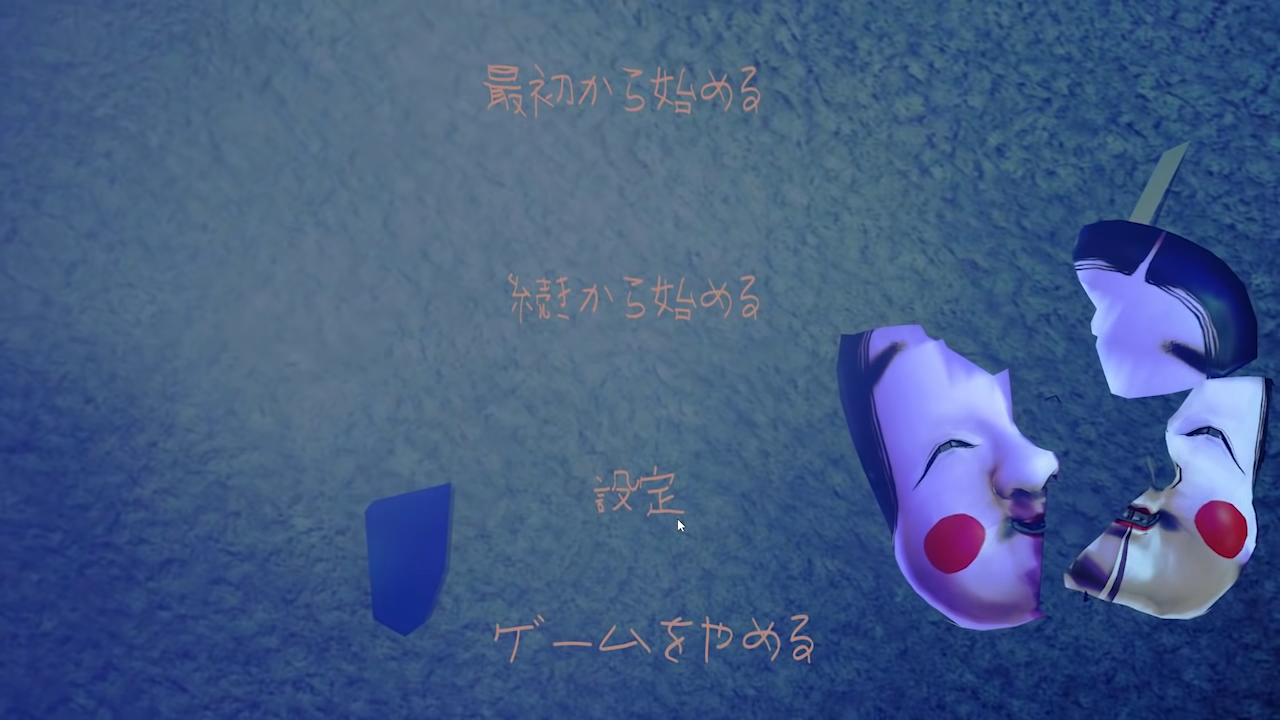 最初から始める
続きから始める
設定
ゲームをやめる